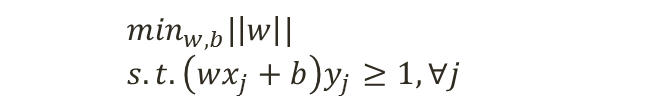 min_{w,b}||w||
s.t.(wx_j + b)y_j ≥ 1,∀j